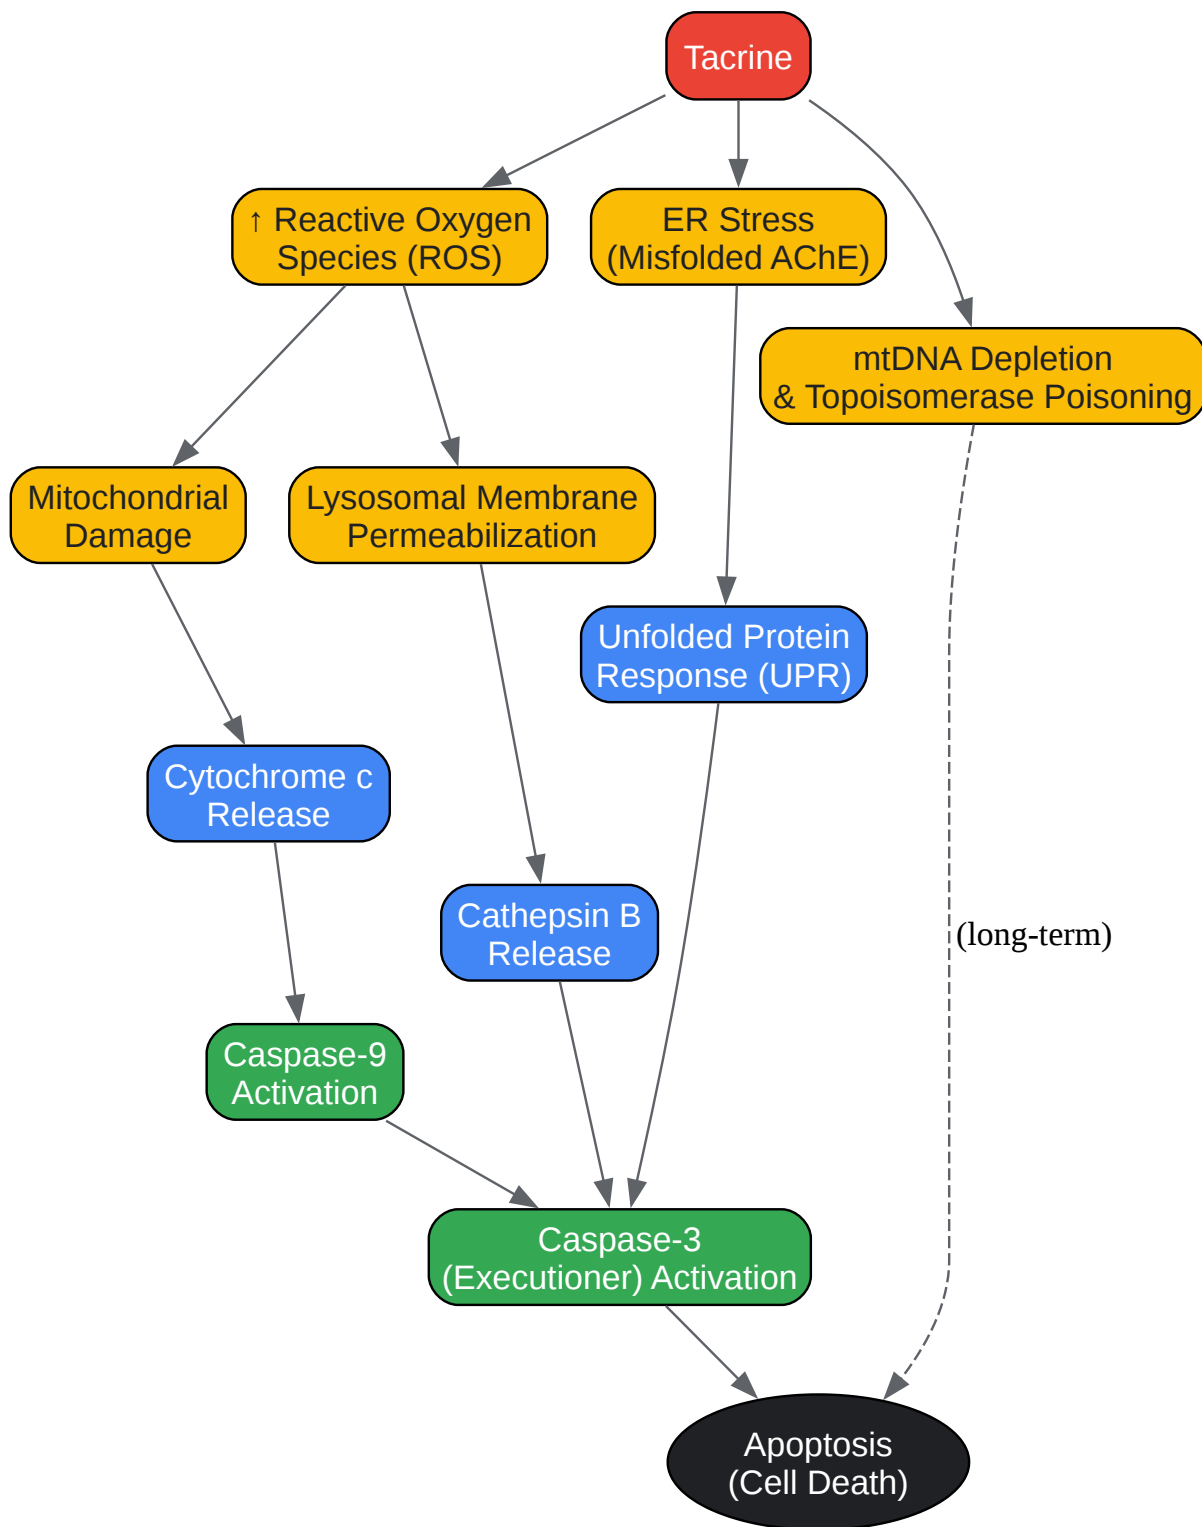 Tacrine
↑ Reactive Oxygen
Species (ROS)
ER Stress
(Misfolded AChE)
mtDNA Depletion
& Topoisomerase Poisoning
Mitochondrial
Damage
Lysosomal Membrane
Permeabilization
Unfolded Protein
Response (UPR)
Cytochrome c
Release
Cathepsin B
Release
(long-term)
Caspase-9
Activation
Caspase-3
(Executioner) Activation
Apoptosis
(Cell Death)